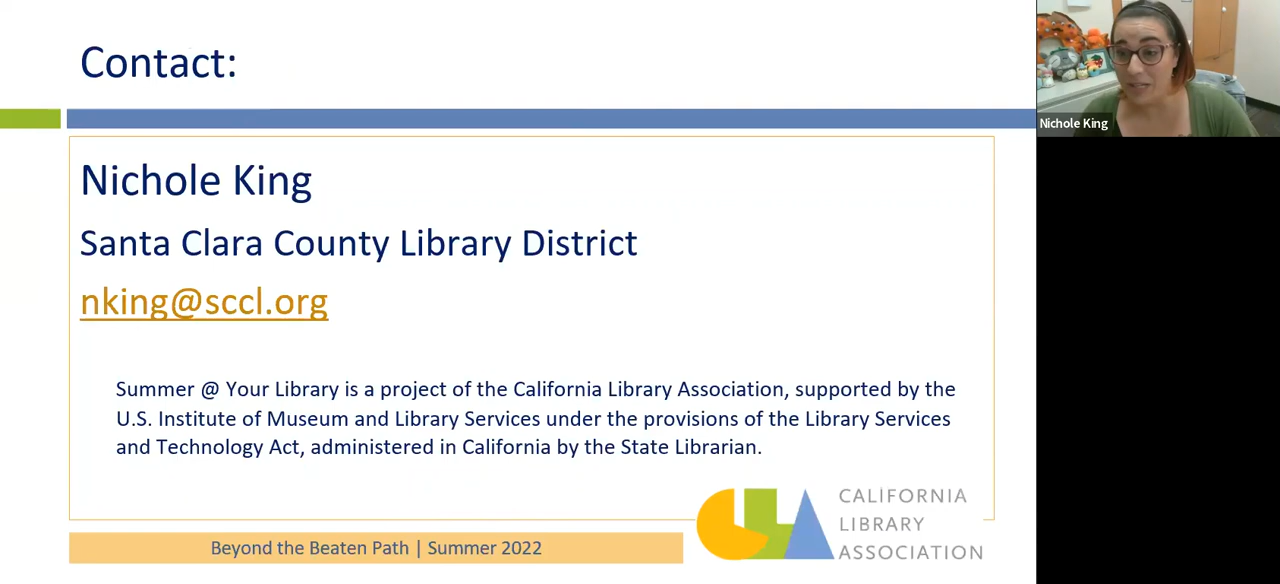 Contact:
Nichole King
Nichole King
Santa Clara County Library District
nking@sccl.org
Summer @ Your Library is a project of the California Library Association, supported by the
U.S. Institute of Museum and Library Services under the provisions of the Library Services
and Technology Act, administered in California by the State Librarian.
CLA
CALIFORNIA
LIBRARY
ASSOCIATION
Beyond the Beaten Path | Summer 2022